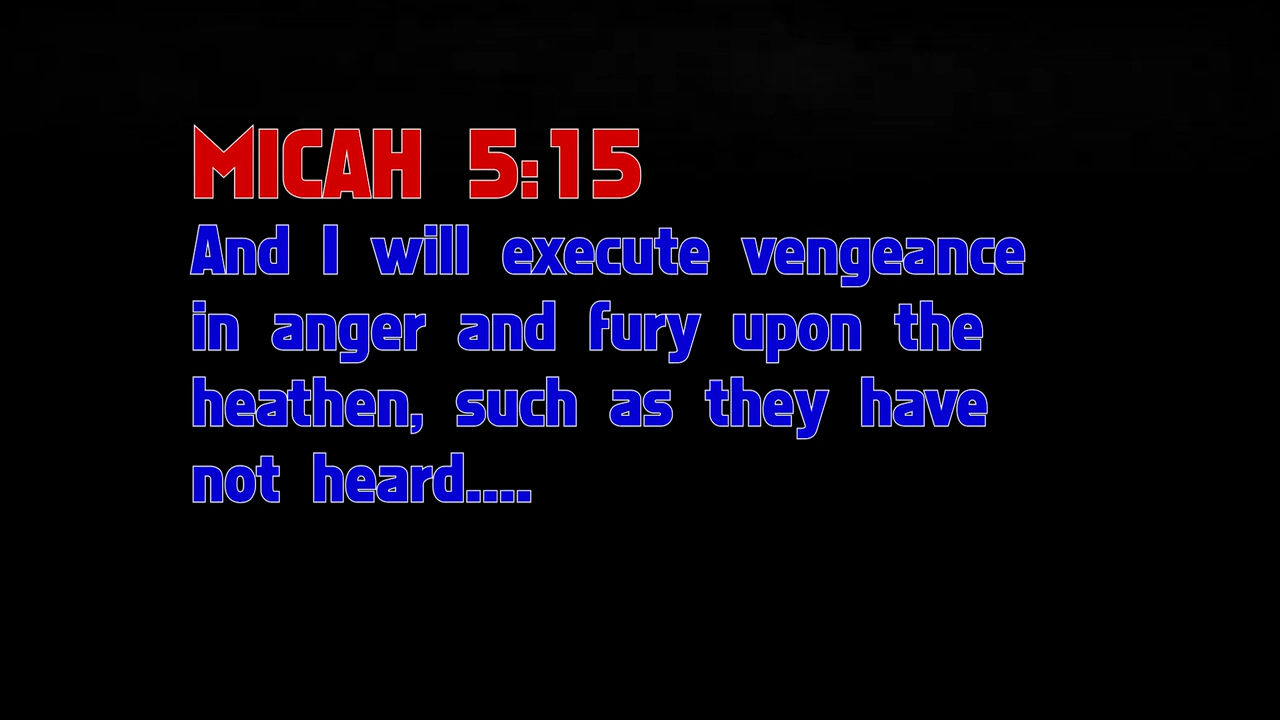 MICAH 5:15
And I will execute vengeance
in anger and fury upon the
heathen, such as they have
not heard....